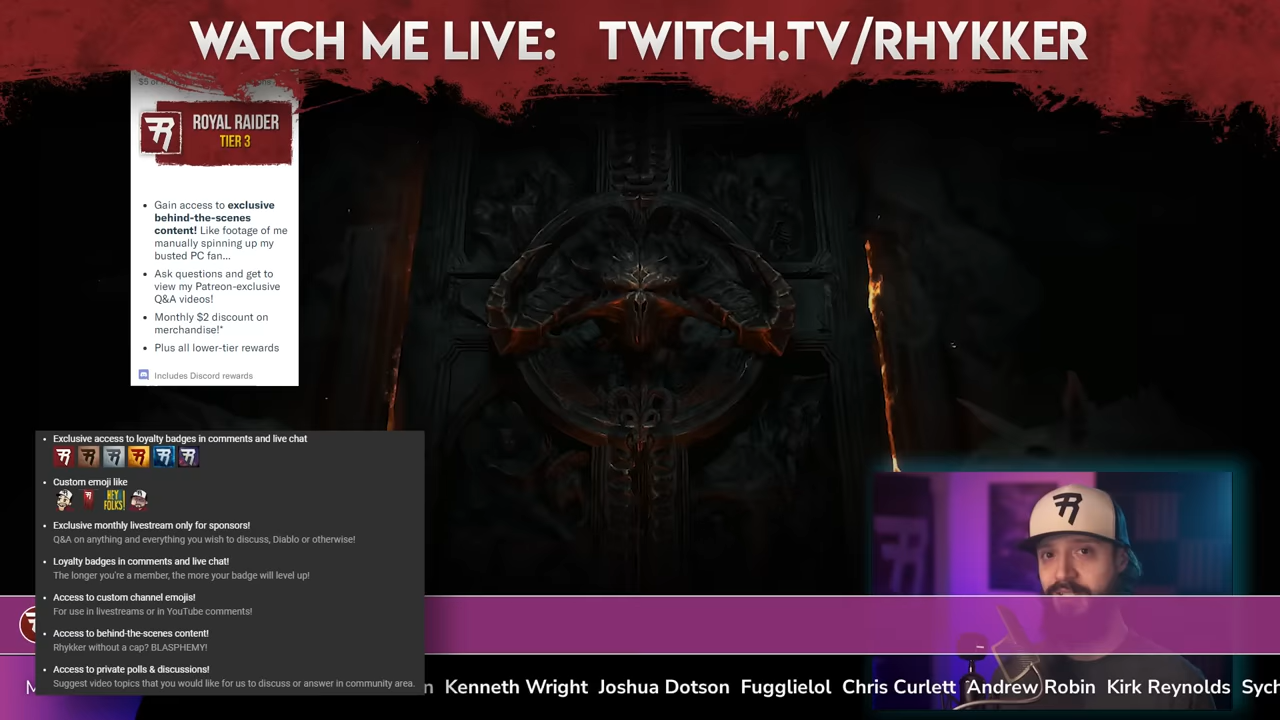 WATCH ME LIVE: TWITCH.TV/RHYKKER
ROYAL RAIDER
TIER 3
• Gain access to exclusive
behind-the-scenes
content! Like footage of me
manually spinning up my
busted PC fan...
• Ask questions and get to
view my Patreon-exclusive
Q&A videos!
• Monthly $2 discount on
merchandise!*
• Plus all lower-tier rewards
Includes Discord rewards
• Exclusive access to loyalty badges in comments and live chat
• Custom emoji like
HEY
FOLKS!
• Exclusive monthly livestream only for sponsors!
Q&A on anything and everything you wish to discuss, Diablo or otherwise!
• Loyalty badges in comments and live chat!
The longer you're a member, the more your badge will level up!
• Access to custom channel emojis!
For use in livestreams or in YouTube comments!
• Access to behind-the-scenes content!
Rhykker without a cap? BLASPHEMY!
• Access to private polls & discussions!
Suggest video topics that you would like for us to discuss or answer in community area.
Kenneth Wright Joshua Dotson Fugglielol Chris Curlett Andrew Robin Kirk Reynolds Sych